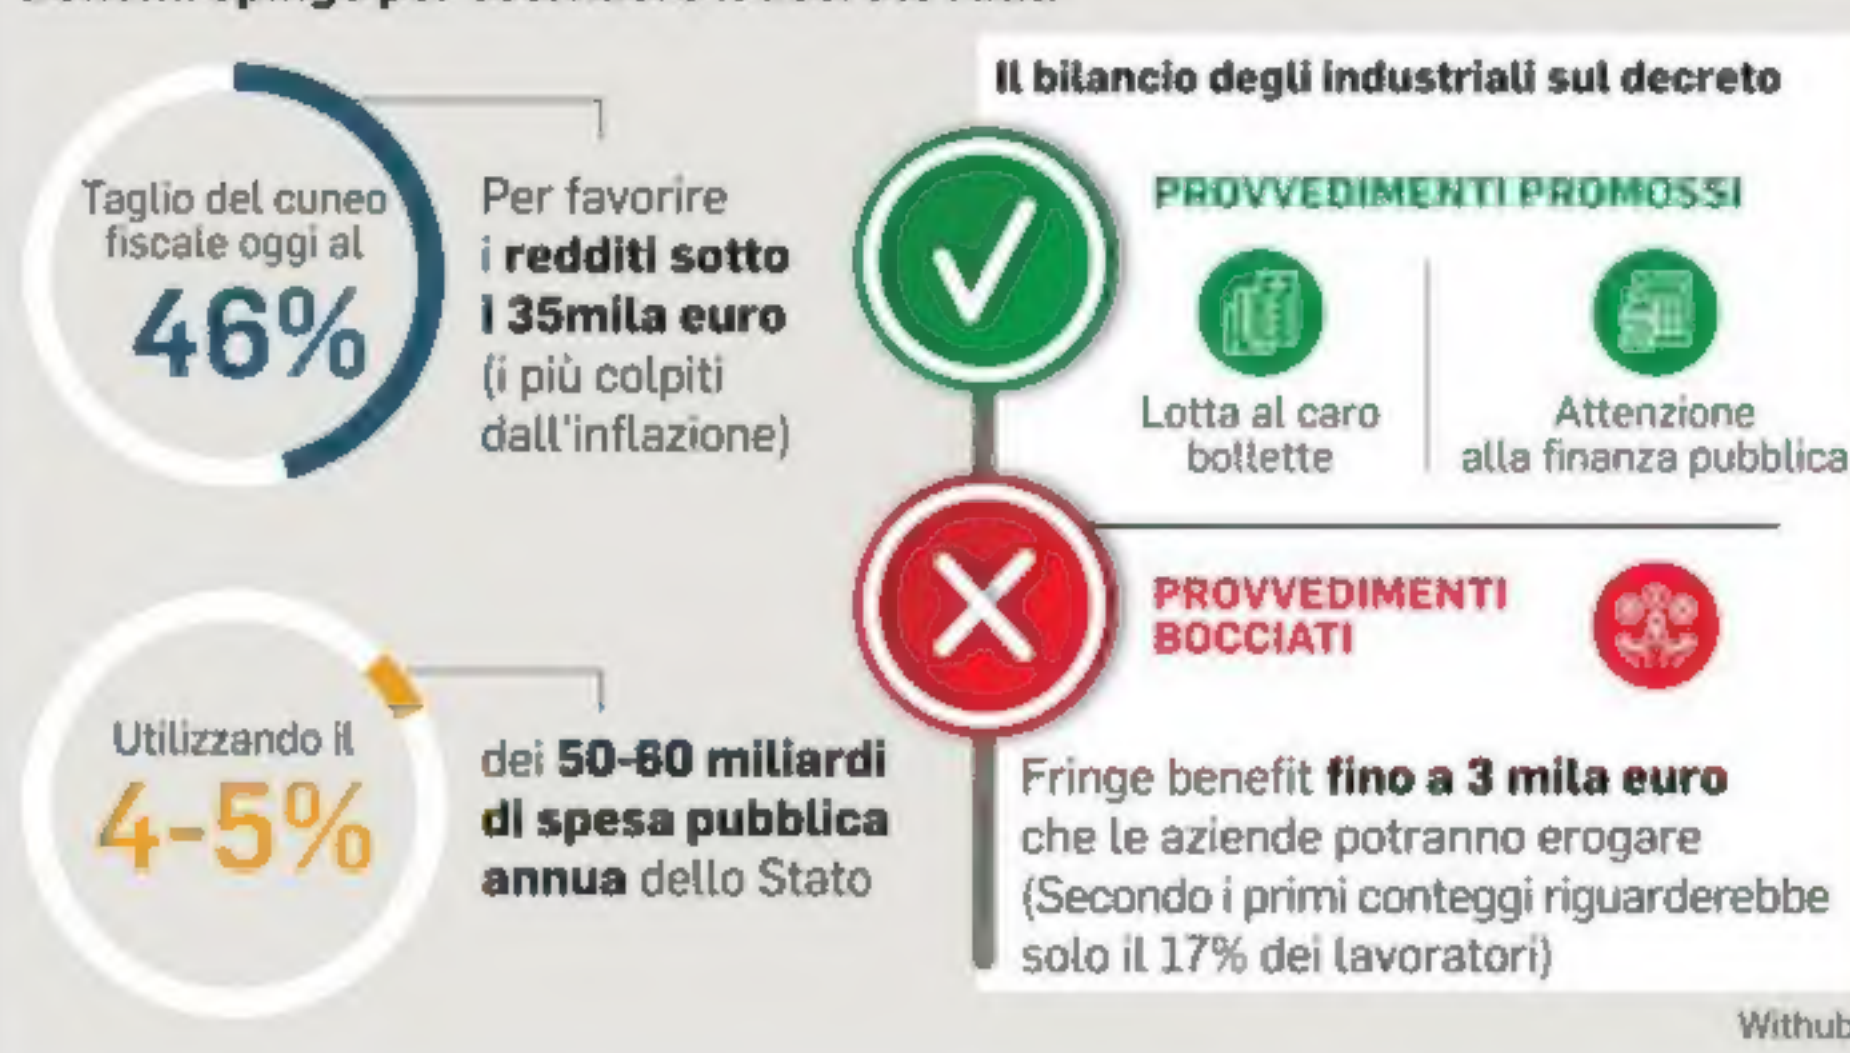 Taglio del cuneo
fiscale oggi al
46%
Per favorire
i redditi sotto
i 35mila euro
(i più colpiti
dall'inflazione)
Utilizzando il
4-5%
dei 50-60 miliardi
di spesa pubblica
annua dello Stato
Il bilancio degli industriali sul decreto
PROVVEDIMENTI PROMOSSI
Lotta al caro
bollette
Attenzione
alla finanza pubblica
PROVVEDIMENTI
BOCCIATI
Fringe benefit fino a 3 mila euro
che le aziende potranno erogare
(Secondo i primi conteggi riguarderebbe
solo il 17% dei lavoratori)
Withub